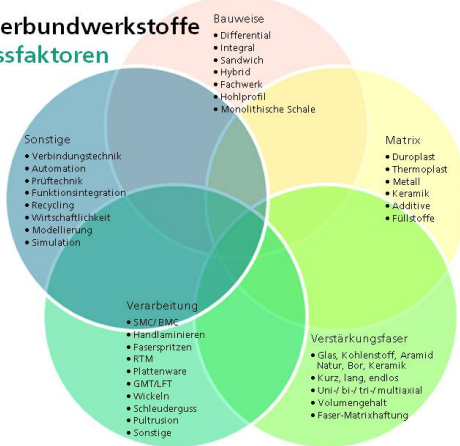 erbundwerkstoffe
ssfaktoren
Bauweise
• Differential
• Integral
• Sandwich
• Hybrid
• Fachwerk
• Hohlprofil
• Monolithische Schale
Sonstige
• Verbindungstechnik
• Automation
• Prüftechnik
• Funktionsintegration
• Recycling
• Wirtschaftlichkeit
• Modellierung
• Simulation
Matrix
• Duroplast
• Thermoplast
• Metall
• Keramik
• Additive
• Füllstoffe
Verarbeitung
• SMC/ BMC
• Handlaminieren
• Faserspritzen
• RTM
• Plattenware
• GMT/LFT
• Wickeln
• Schleuderguss
• Pultrusion
• Sonstige
Verstärkungsfaser
• Glas, Kohlenstoff, Aramid
Natur, Bor, Keramik
• Kurz, lang, endlos
• Uni-/ bi-/ tri-/ multiaxial
• Volumengehalt
• Faser-Matrixhaftung